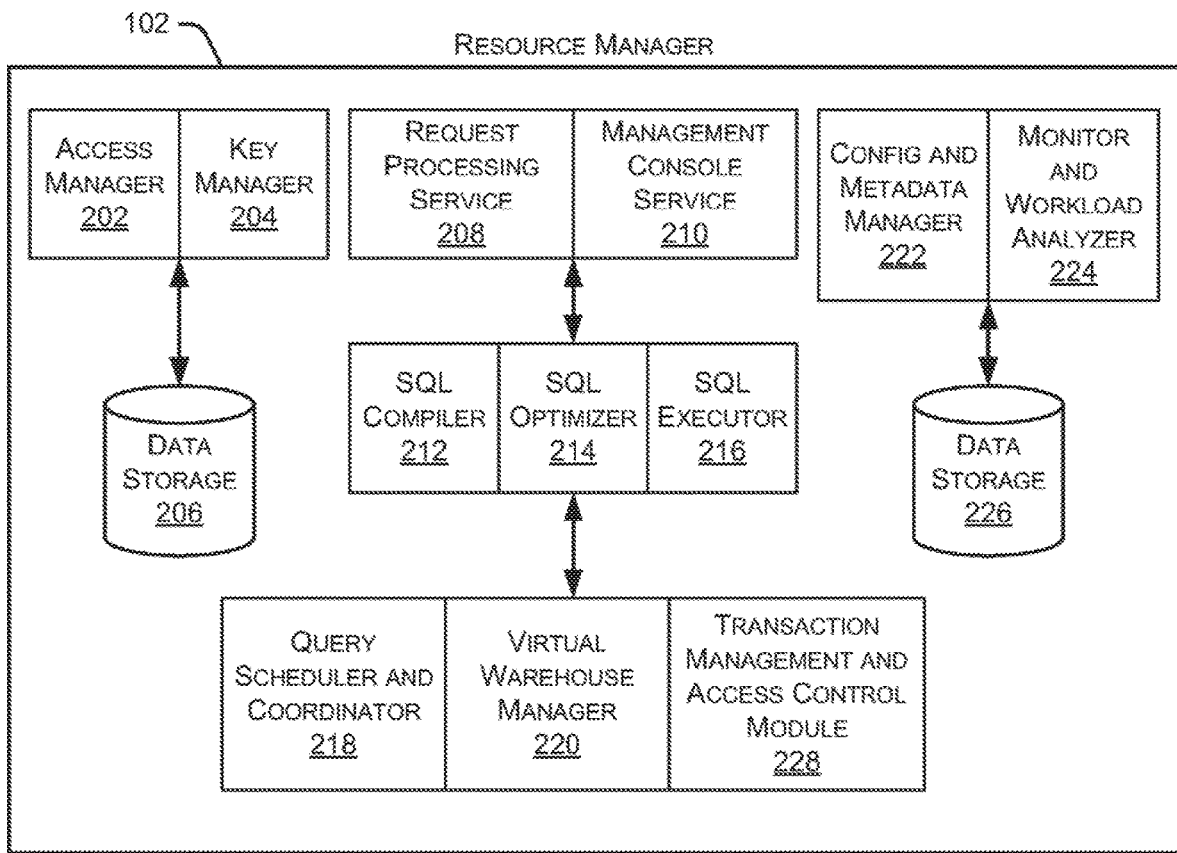 102
RESOURCE MANAGER
ACCESS
MANAGER
202
KEY
MANAGER
204
REQUEST
PROCESSING
SERVICE
208
MANAGEMENT
CONSOLE
SERVICE
210
CONFIG AND
METADATA
MANAGER
222
MONITOR
AND
WORKLOAD
ANALYZER
224
DATA
STORAGE
206
SQL
COMPILER
212
SQL
OPTIMIZER
214
SQL
EXECUTOR
216
DATA
STORAGE
226
QUERY
SCHEDULER AND
COORDINATOR
218
VIRTUAL
WAREHOUSE
MANAGER
220
TRANSACTION
MANAGEMENT AND
ACCESS CONTROL
MODULE
228